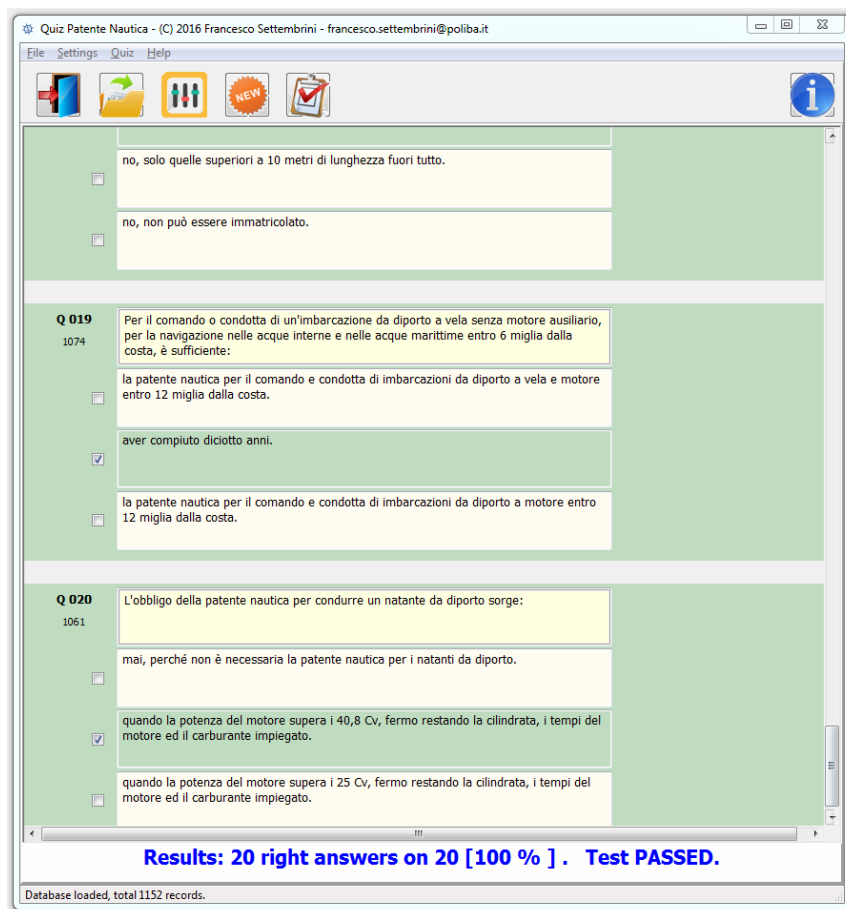 Quiz Patente Nautica - (C) 2016 Francesco Settembrini - francesco.settembrini@poliba.it
File Settings Quiz Help
NEW
no, solo quelle superiori a 10 metri di lunghezza fuori tutto.
no, non può essere immatricolato.
Q 019
1074
Per il comando o condotta di un'imbarcazione da diporto a vela senza motore ausiliario,
per la navigazione nelle acque interne e nelle acque marittime entro 6 miglia dalla
costa, è sufficiente:
la patente nautica per il comando e condotta di imbarcazioni da diporto a vela e motore
entro 12 miglia dalla costa.
aver compiuto diciotto anni.
la patente nautica per il comando e condotta di imbarcazioni da diporto a motore entro
12 miglia dalla costa.
Q 020
1061
L'obbligo della patente nautica per condurre un natante da diporto sorge:
mai, perché non è necessaria la patente nautica per i natanti da diporto.
quando la potenza del motore supera i 40,8 Cv, fermo restando la cilindrata, i tempi del
motore ed il carburante impiegato.
quando la potenza del motore supera i 25 Cv, fermo restando la cilindrata, i tempi del
motore ed il carburante impiegato.
Results: 20 right answers on 20 [100 % ] . Test PASSED.
Database loaded, total 1152 records.